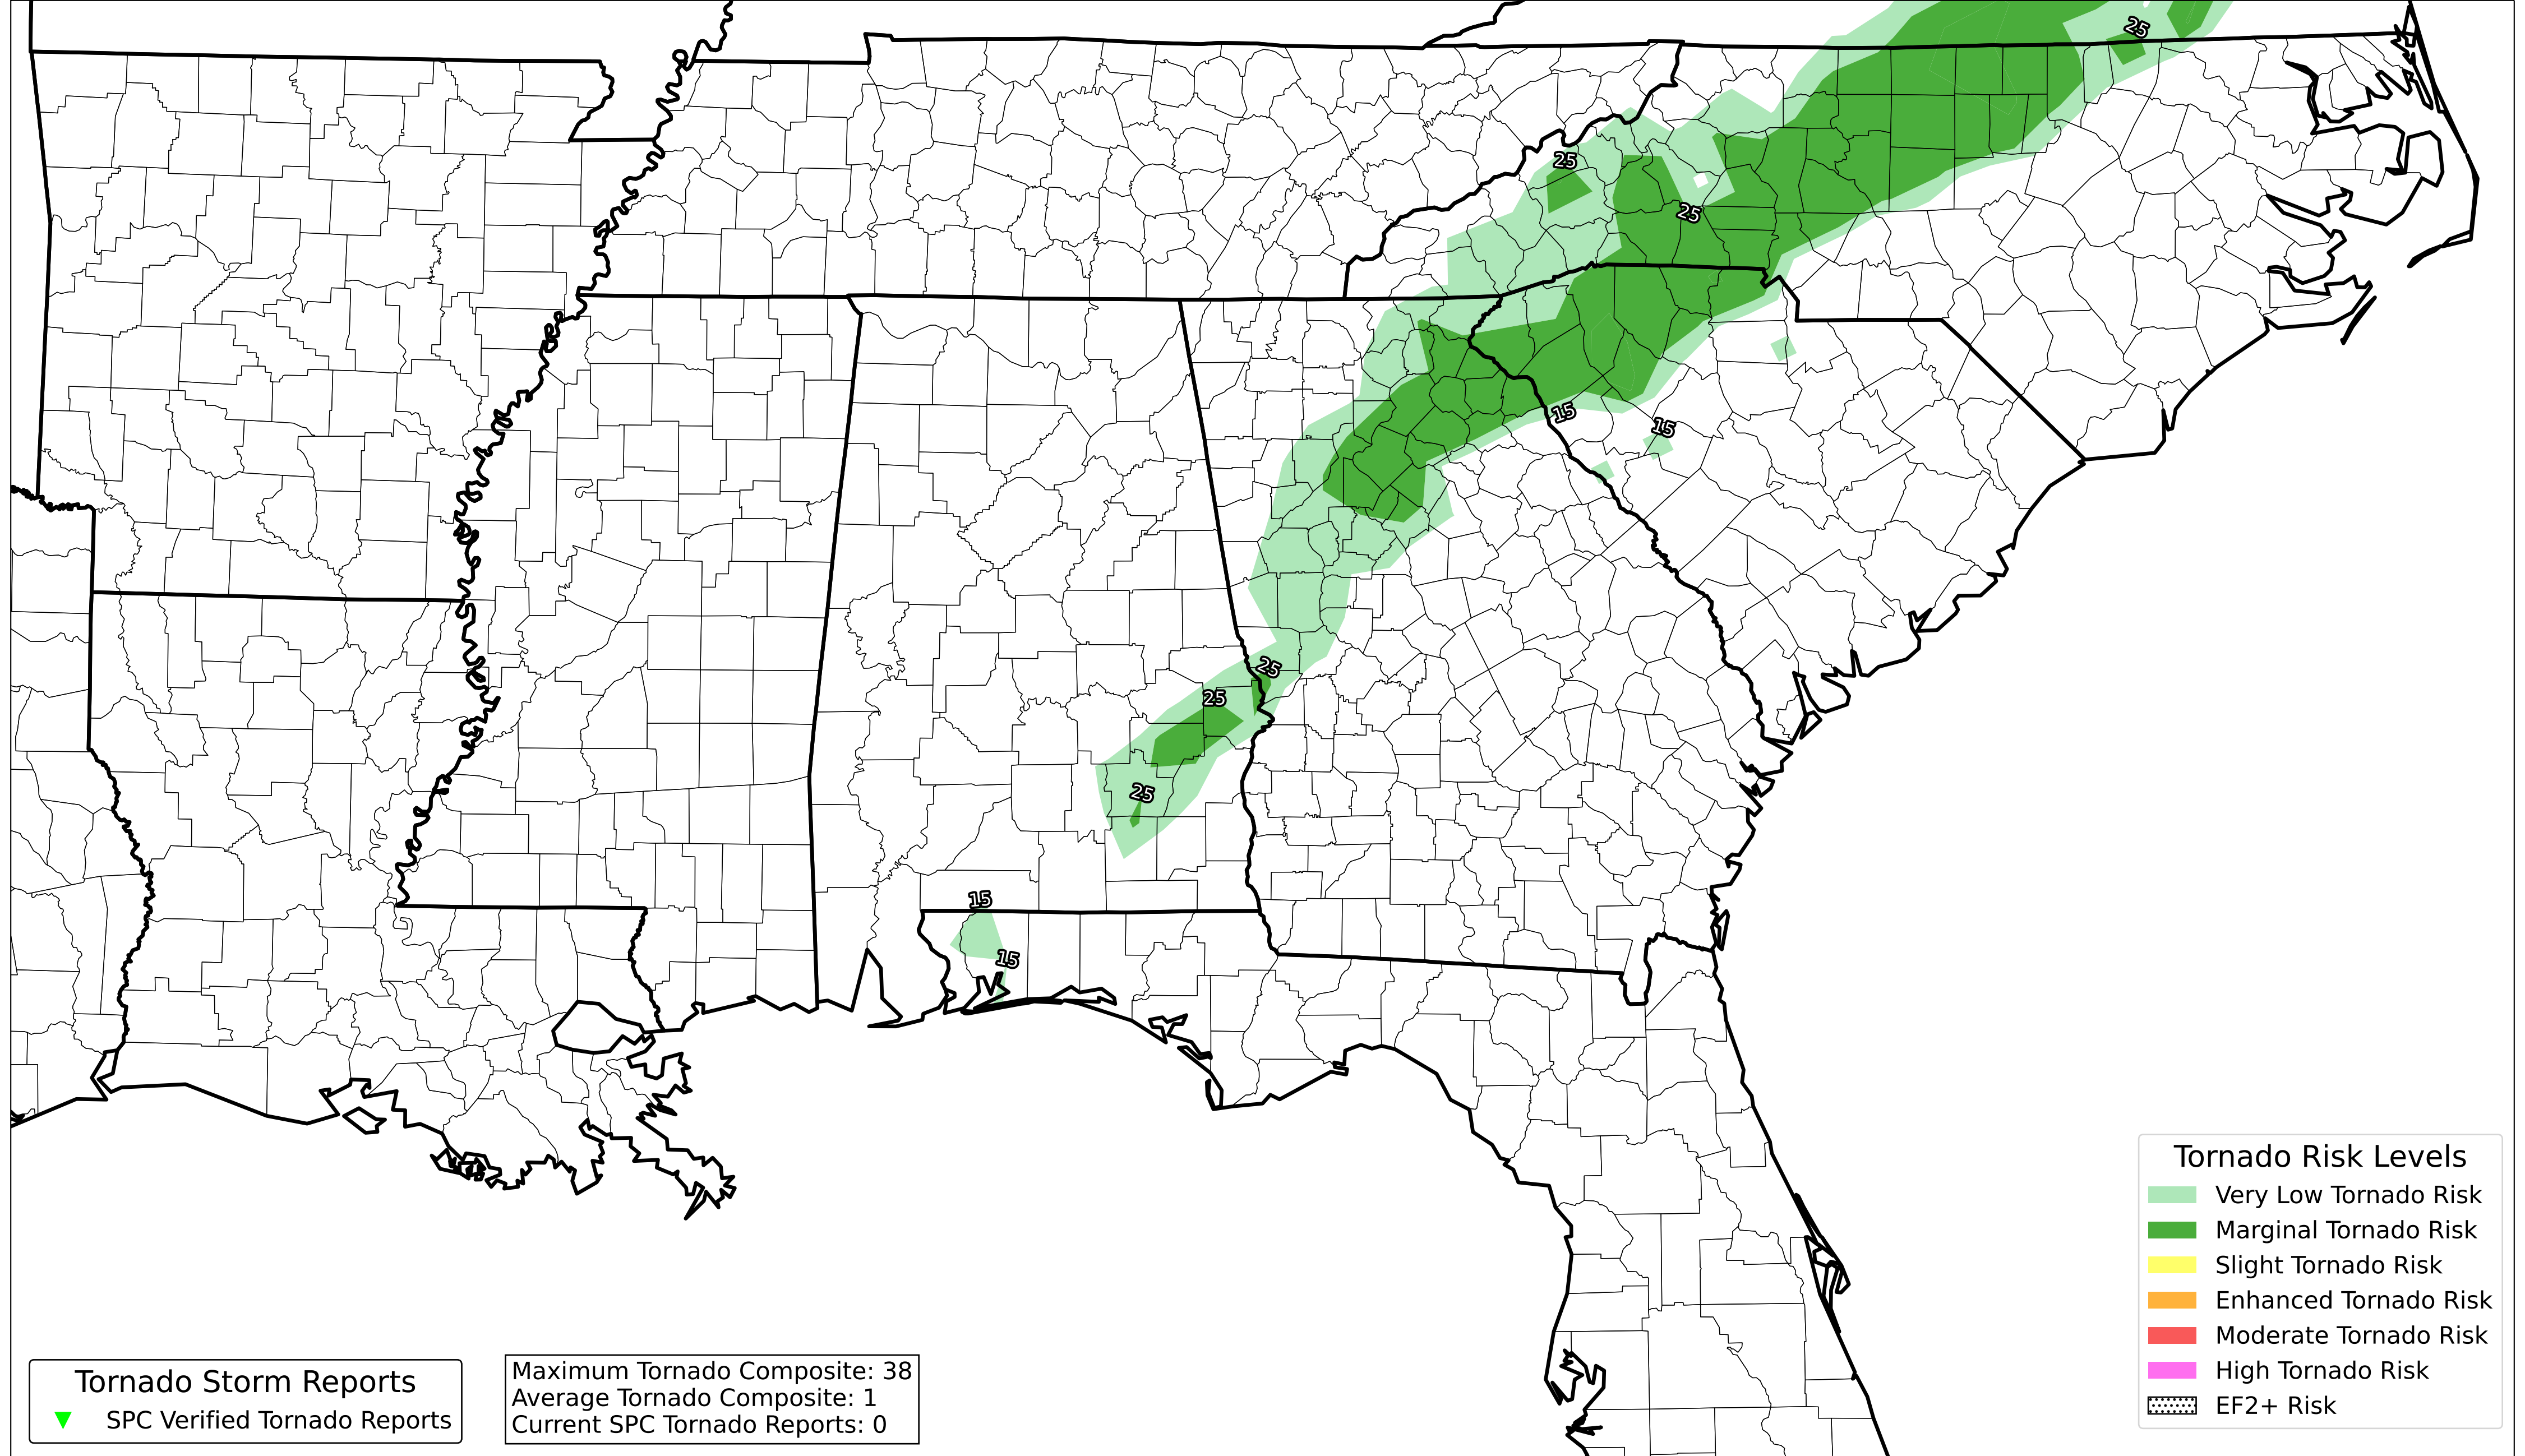 25
25
25
15
15
25
25
25
15
15
Tornado Risk Levels
Very Low Tornado Risk
Marginal Tornado Risk
Slight Tornado Risk
Enhanced Tornado Risk
Moderate Tornado Risk
High Tornado Risk
EF2+ Risk
Tornado Storm Reports
SPC Verified Tornado Reports
Maximum Tornado Composite: 38
Average Tornado Composite: 1
Current SPC Tornado Reports: 0